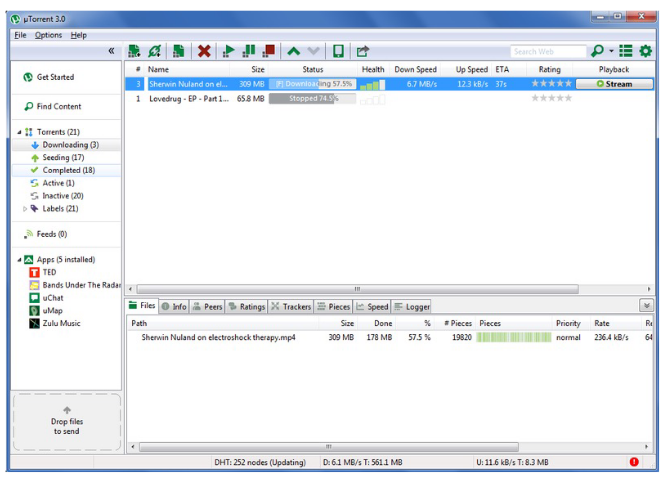 µTorrent 3.0
File Options Help
«
Search Web
Get Started
Find Content
Torrents (21)
Downloading (3)
Seeding (17)
Completed (18)
Active (1)
Inactive (20)
Labels (21)
Feeds (0)
Apps (5 installed)
TED
Bands Under The Radar
uChat
uMap
Zulu Music
Drop files
to send
# Name Size Status Health Down Speed Up Speed ETA Rating Playback
3 Sherwin Nuland on el... 309 MB [F] Downloading 57.5% 6.7 MB/s 12.3 kB/s 37s Stream
1 Lovedrug - EP - Part 1... 65.8 MB Stopped 74.5%
Files Info Peers Ratings Trackers Pieces Speed Logger
Path Size Done % # Pieces Pieces Priority Rate Re
Sherwin Nuland on electroshock therapy.mp4 309 MB 178 MB 57.5 % 19820 normal 236.4 kB/s 64
DHT: 252 nodes (Updating) D: 6.1 MB/s T: 561.1 MB U: 11.6 kB/s T: 8.3 MB